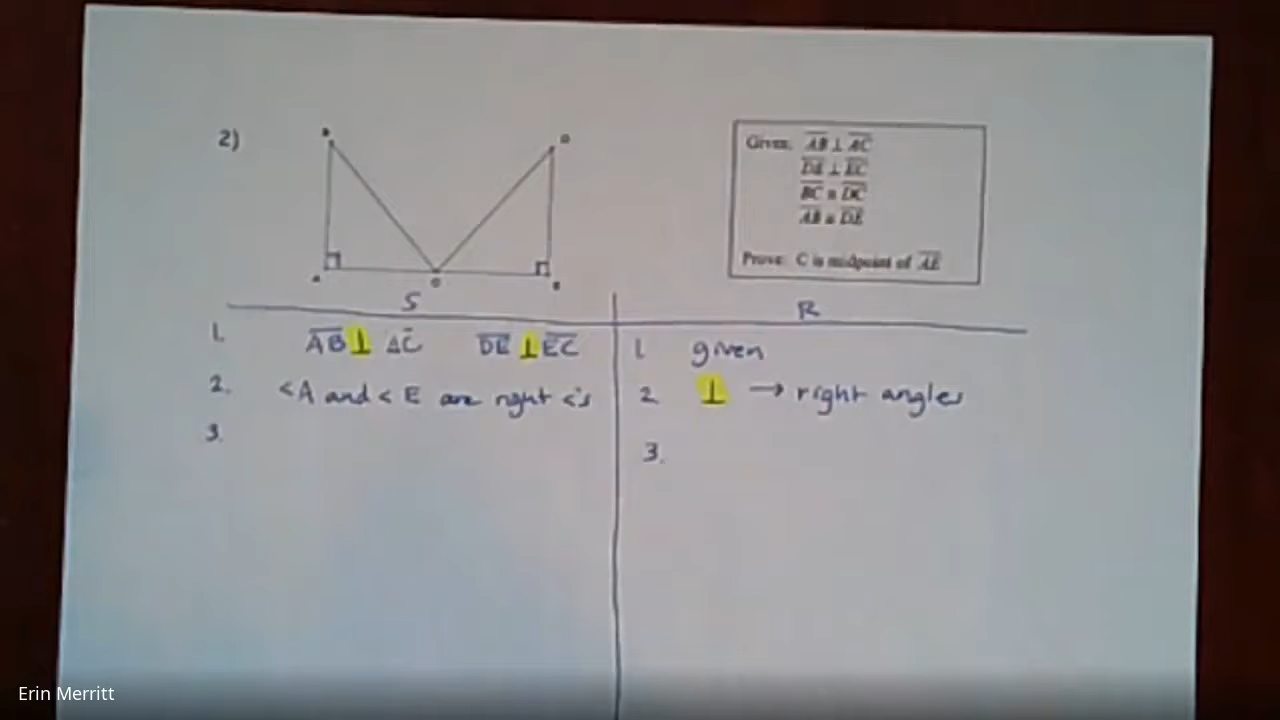 2)
Given: AB ⊥ AC
DE ⊥ EC
BC ≅ DC
AB ≅ DE
Prove: C is midpoint of AE
S R
1. AB ⊥ AC DE ⊥ EC 1. given
2. <A and < E are right <'s 2. ⊥ → right angles
3. 3.
Erin Merritt